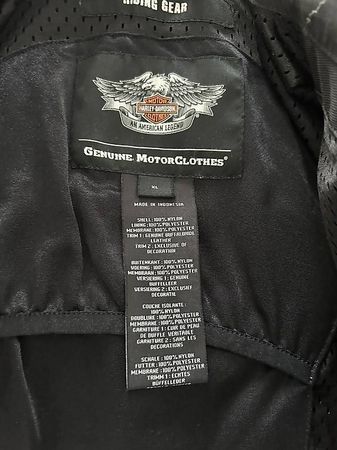 RIDING GEAR
MOTOR
HARLEY-DAVIDSON
CLOTHES
AN AMERICAN LEGEND
GENUINE MOTORCLOTHES®
XL
MADE IN INDONESIA
SHELL: 100% NYLON
LINING: 100% POLYESTER
MEMBRANE: 100% POLYESTER
TRIM 1: GENUINE BUFFALOHIDE
LEATHER
TRIM 2: EXCLUSIVE OF
DECORATION
BUITENKANT: 100% NYLON
VOERING: 100% POLYESTER
MEMBRAAN: 100% POLYESTER
VERSIERING 1: GENUINE
BUFFELLEER
VERSIERING 2: EXCLUSIEF
DECORATIE
COUCHE ISOLANTE:
100% NYLON
DOUBLURE: 100% POLYESTER
MEMBRANE: 100% POLYESTER
GARNITURE 1: CUIR DE PEAU
DE BUFFLE VÉRITABLE
GARNITURE 2: SANS LES
DECORATIONS
SCHALE: 100% NYLON
FUTTER: 100% POLYESTER
MEMBRANE: 100% POLYESTER
TRIMM 1: ECHTES
BÜFFELLEDER